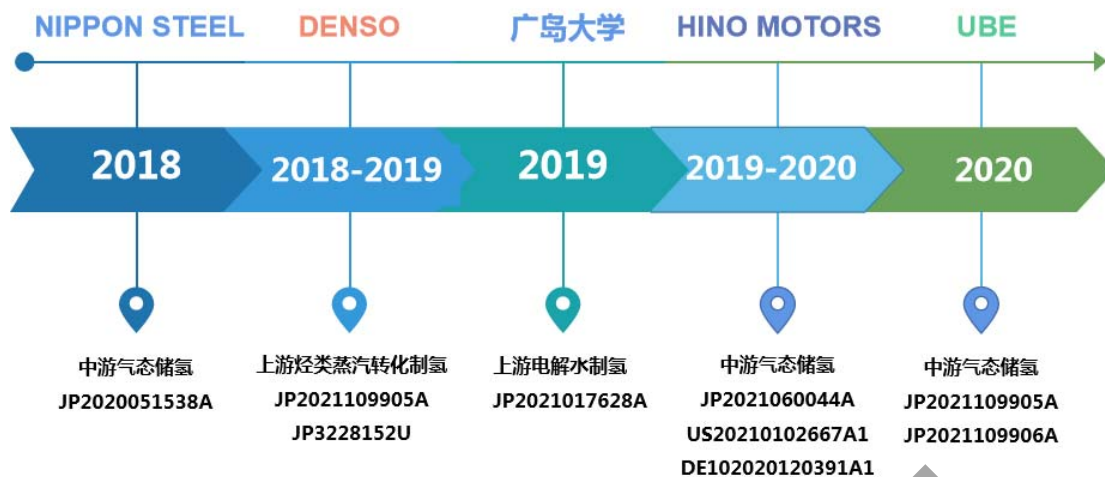 NIPPON STEEL
DENSO
广岛大学
HINO MOTORS
UBE
2018
2018-2019
2019
2019-2020
2020
中游气态储氢
JP2020051538A
上游烃类蒸汽转化制氢
JP2021109905A
JP3228152U
上游电解水制氢
JP2021017628A
中游气态储氢
JP2021060044A
US20210102667A1
DE102020120391A1
中游气态储氢
JP2021109905A
JP2021109906A